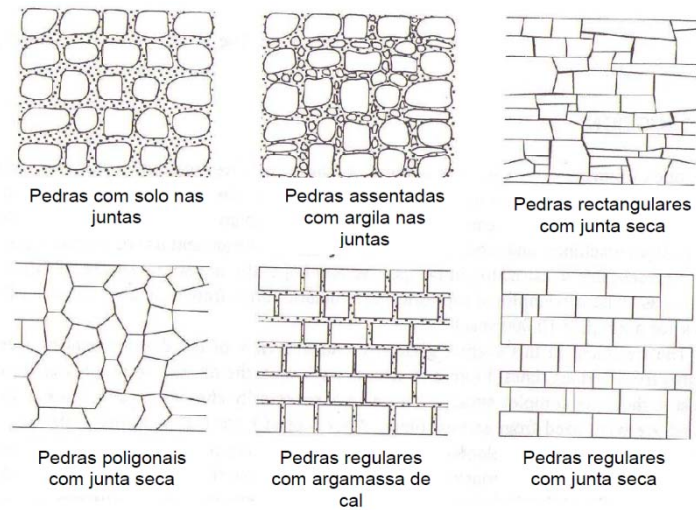 Pedras com solo nas
juntas
Pedras assentadas
com argila nas
juntas
Pedras rectangulares
com junta seca
Pedras poligonais
com junta seca
Pedras regulares
com argamassa de
cal
Pedras regulares
com junta seca